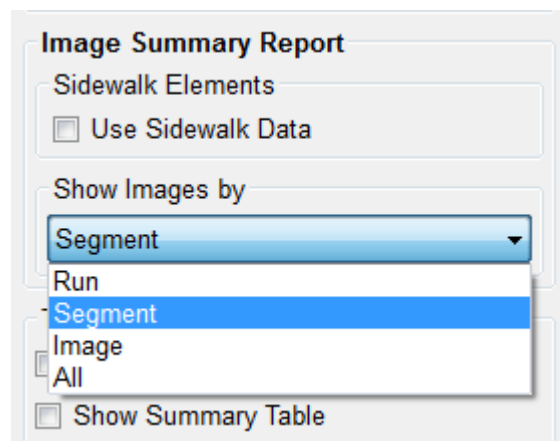 Image Summary Report
Sidewalk Elements
Use Sidewalk Data
Show Images by
Segment
Run
Segment
Image
All
Show Summary Table